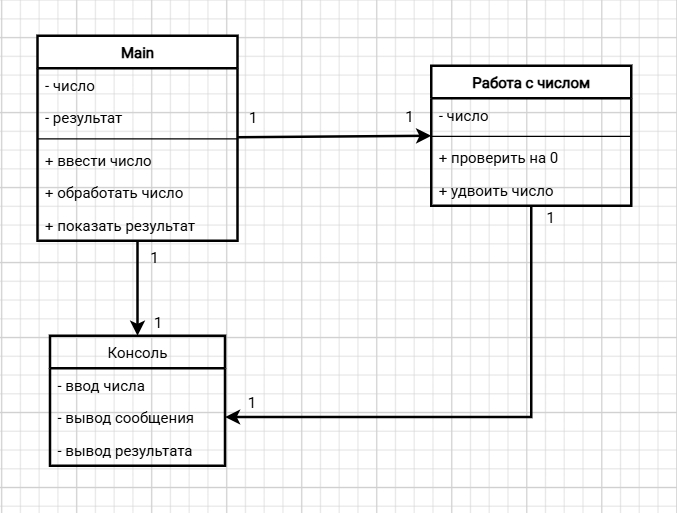 Main
- число
- результат
+ ввести число
+ обработать число
+ показать результат
1
1
Работа с числом
- число
+ проверить на 0
+ удвоить число
1
1
1
Консоль
- ввод числа
- вывод сообщения
- вывод результата
1